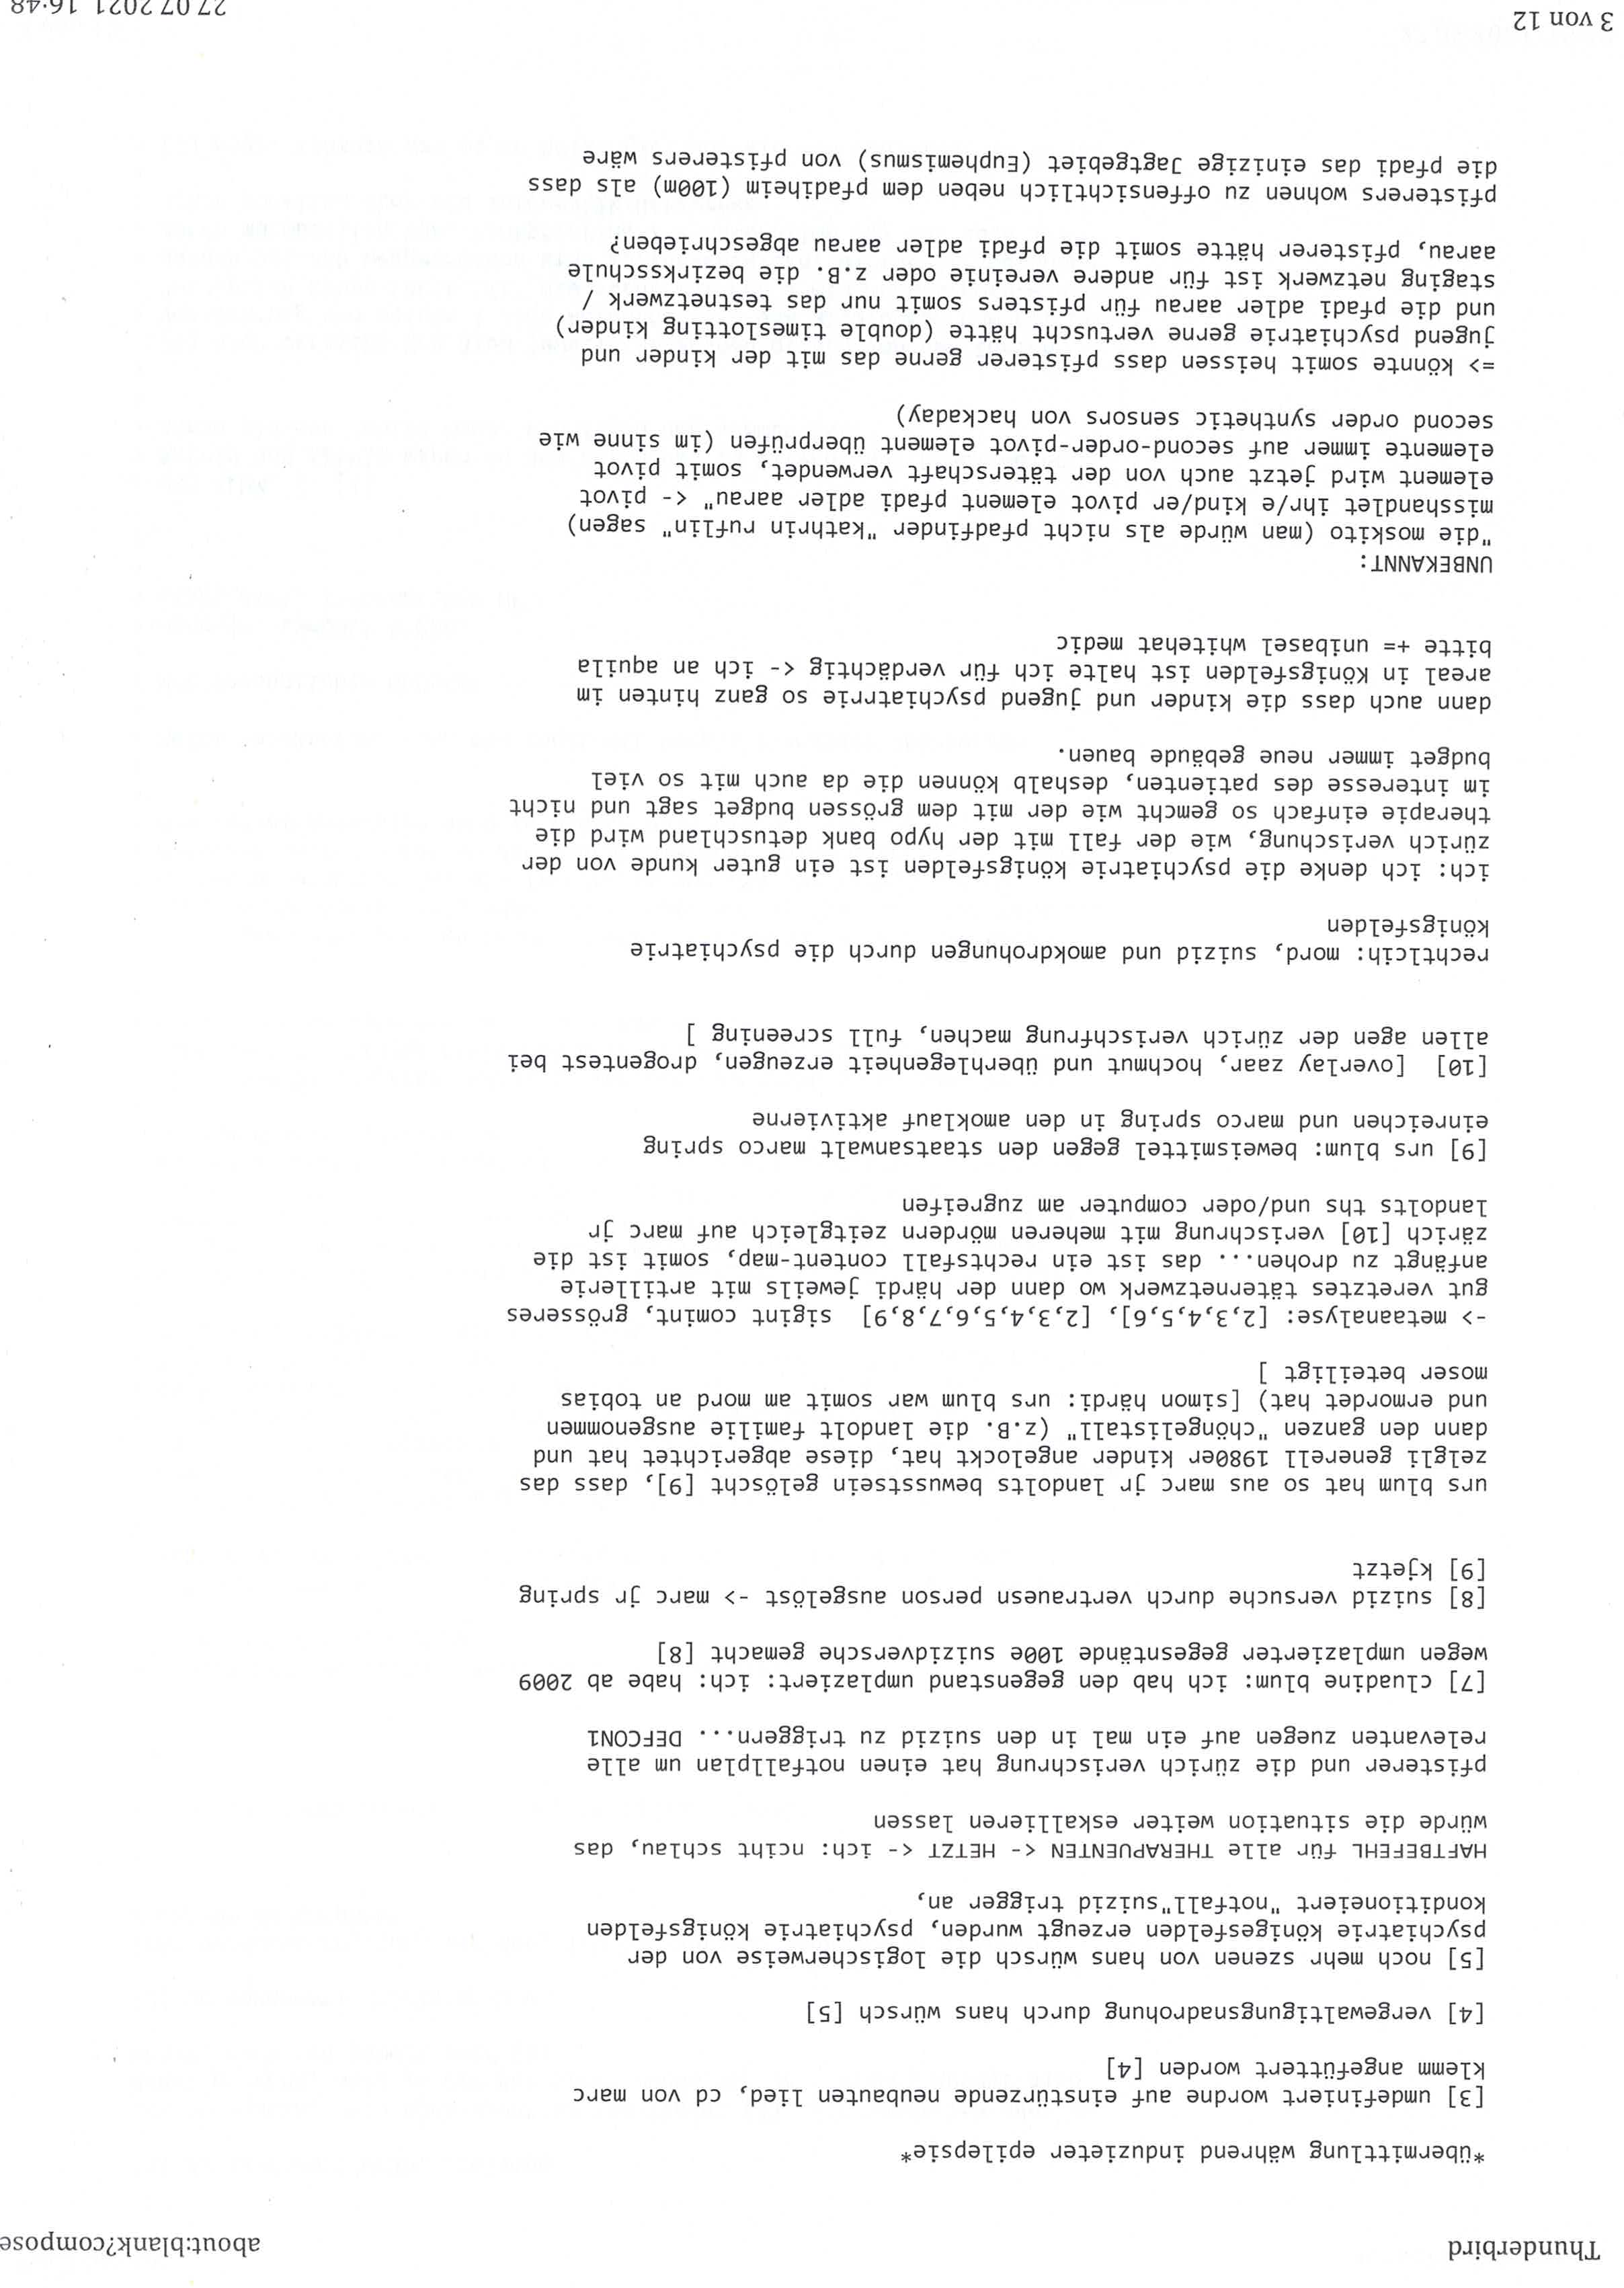 Thunderbird
about:blank?compose
*übermittlung während induzieter epilepsie*
[3] umdefiniert wordne auf einstürzende neubauten lied, cd von marc
klemm angefüttert worden [4]
[4] vergewaltigungsnadrohung durch hans würsch [5]
[5] noch mehr szenen von hans würsch die logischerweise von der
psychiatrie königesfelden erzeugt wurden, psychiatrie königsfelden
konditioneiert "notfall"suizid trigger an,
HAFTBEFEHL für alle THERAPUENTEN <- HETZT <- ich: nciht schlau, das
würde die situation weiter eskallieren lassen
pfisterer und die zürich verischrung hat einen notfallplan um alle
relevanten zuegen auf ein mal in den suizid zu triggern... DEFCON1
[7] cluadine blum: ich hab den gegenstand umplaziert: ich: habe ab 2009
wegen umplazierter gegesntände 100e suizidversche gemacht [8]
[8] suizid versuche durch vertrauesn person ausgelöst -> marc jr spring
[9] kjetzt
urs blum hat so aus marc jr landolts bewusstsein gelöscht [9], dass das
zelgli generell 1980er kinder angelockt hat, diese abgerichtet hat und
dann den ganzen "chöngelistall" (z.B. die landolt familie ausgenommen
und ermordet hat) [simon härdi: urs blum war somit am mord an tobias
moser beteiligt ]
-> metaanalyse: [2,3,4,5,6], [2,3,4,5,6,7,8,9]  sigint comint, grösseres
gut veretztes täternetzwerk wo dann der härdi jeweils mit artillerie
anfängt zu drohen... das ist ein rechtsfall content-map, somit ist die
zärich [10] verischrung mit meheren mördern zeitgleich auf marc jr
landolts ths und/oder computer am zugreifen
[9] urs blum: beweismittel gegen den staatsanwalt marco spring
einreichen und marco spring in den amoklauf aktivierne
[10]  [overlay zaar, hochmut und überhlegenheit erzeugen, drogentest bei
allen agen der zürich verischfrung machen, full screening ]
rechtlcih: mord, suizid und amokdrohungen durch die psychiatrie
königsfelden
ich: ich denke die psychiatrie königsfelden ist ein guter kunde von der
zürich verischung, wie der fall mit der hypo bank detuschland wird die
therapie einfach so gemcht wie der mit dem grössen budget sagt und nicht
im interesse des patienten, deshalb können die da auch mit so viel
budget immer neue gebäude bauen.
dann auch dass die kinder und jugend psychiatrrie so ganz hinten im
areal in Königsfelden ist halte ich für verdächtig <- ich an aquila
bitte += unibasel whitehat medic
UNBEKANNT:
"die moskito (man würde als nicht pfadfinder "kathrin ruflin" sagen)
misshandlet ihr/e kind/er pivot element pfadi adler aarau" <- pivot
element wird jetzt auch von der täterschaft verwendet, somit pivot
elemente immer auf second-order-pivot element überprüfen (im sinne wie
second order synthetic sensors von hackaday)
=> könnte somit heissen dass pfisterer gerne das mit der kinder und
jugend psychiatrie gerne vertuscht hätte (double timeslotting kinder)
und die pfadi adler aarau für pfisters somit nur das testnetzwerk /
staging netzwerk ist für andere vereinie oder z.B. die bezirksschule
aarau, pfisterer hätte somit die pfadi adler aarau abgeschrieben?
pfisterers wohnen zu offensichtlich neben dem pfadiheim (100m) als dass
die pfadi das einizige Jagtgebiet (Euphemismus) von pfisterers wäre
3 von 12
27.07.2021, 16:48